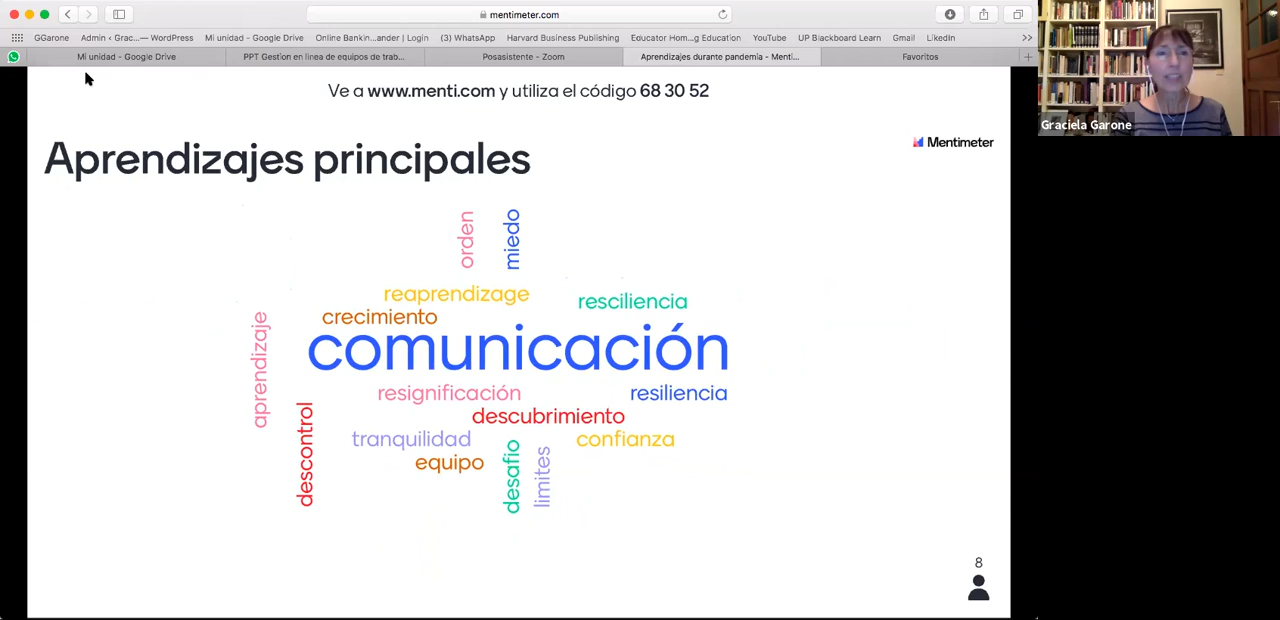 mentimeter.com
GGarone Admin ‹ Grac...— WordPress Mi unidad - Google Drive Online Bankin...ander | Login (3) WhatsApp Harvard Business Publishing Educator Hom...g Education YouTube UP Blackboard Learn Gmail LikedIn
Mi unidad - Google Drive PPT Gestion en linea de equipos de trab... Posasistente - Zoom Aprendizajes durante pandemia - Menti... Favoritos
Graciela Garone
Ve a www.menti.com y utiliza el código 68 30 52
Mentimeter
Aprendizajes principales
orden
miedo
reaprendizage
resciliencia
crecimiento
aprendizaje
comunicación
resignificación
resiliencia
descubrimiento
descontrol
tranquilidad
confianza
equipo
desafio
limites
8